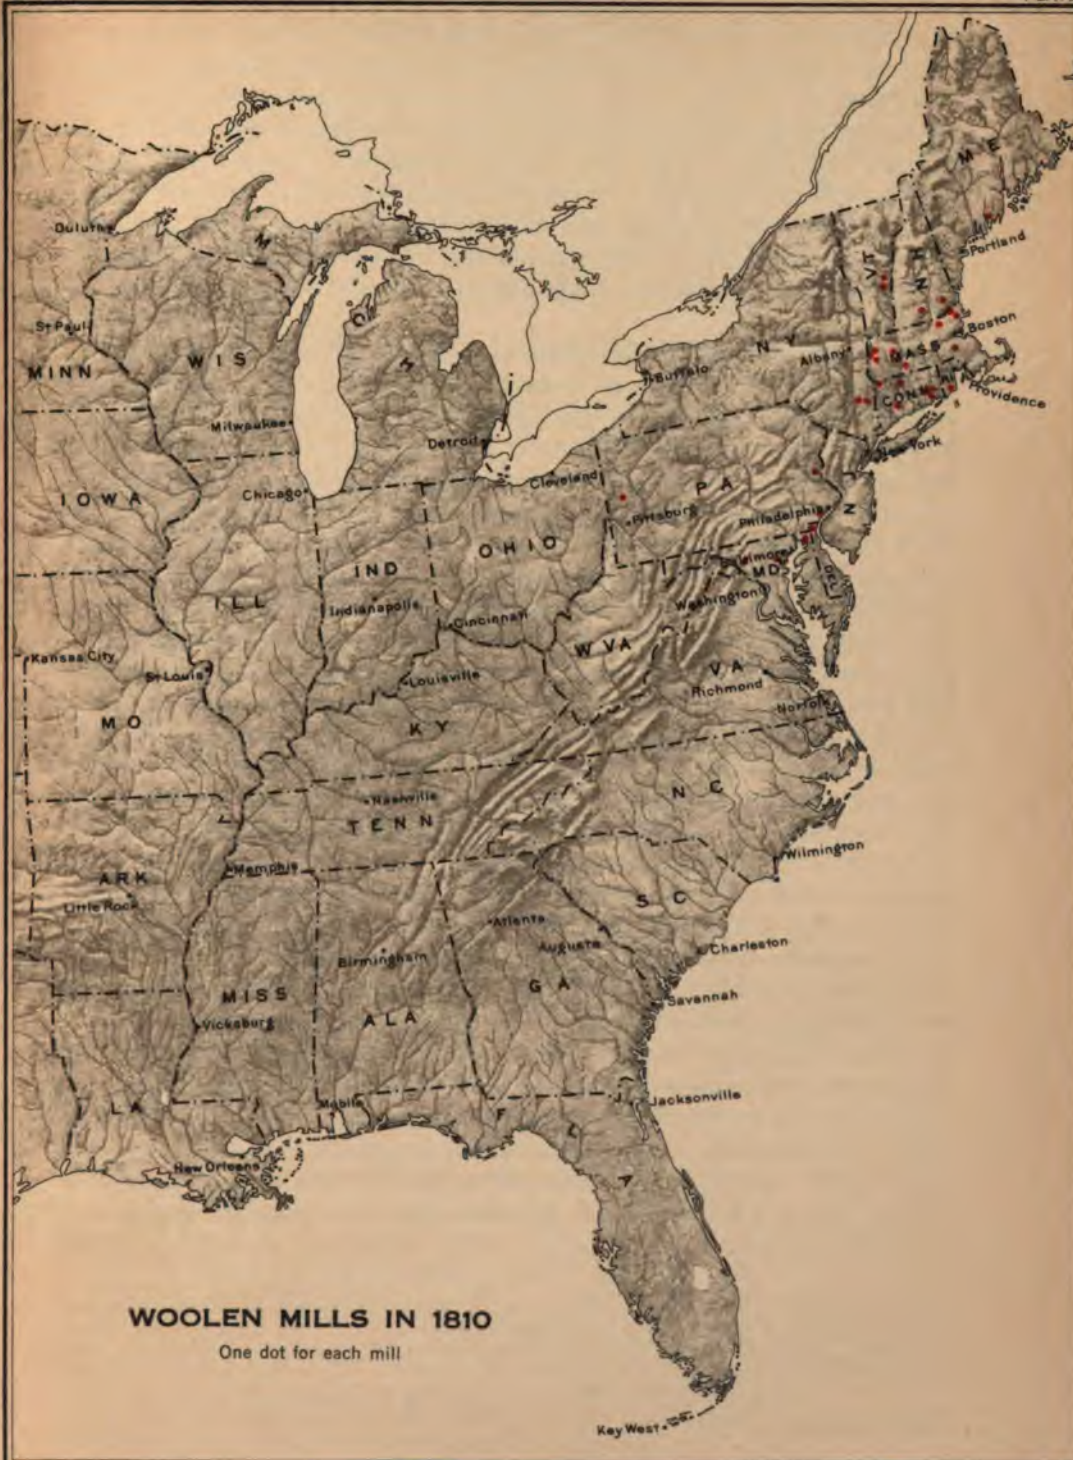 ME
Duluth
M
I
C
H
VT
N H
Portland
St Paul
MINN
WIS
N Y
Albany
MASS
Boston
Buffalo
CONN
Providence
Milwaukee
Detroit
New York
IOWA
Chicago
Cleveland
PA
N
Pittsburg
Philadelphia
OHIO
IND
MD
DEL
ILL
Indianapolis
Cincinnati
Washington
W VA
Kansas City
St Louis
Louisville
VA
Richmond
Norfolk
MO
KY
Nashville
N C
TENN
Memphis
Wilmington
ARK
Little Rock
S C
Atlanta
Augusta
Charleston
Birmingham
GA
Savannah
MISS
Vicksburg
ALA
LA
Mobile
Jacksonville
F L A
New Orleans
WOOLEN MILLS IN 1810
One dot for each mill
Key West